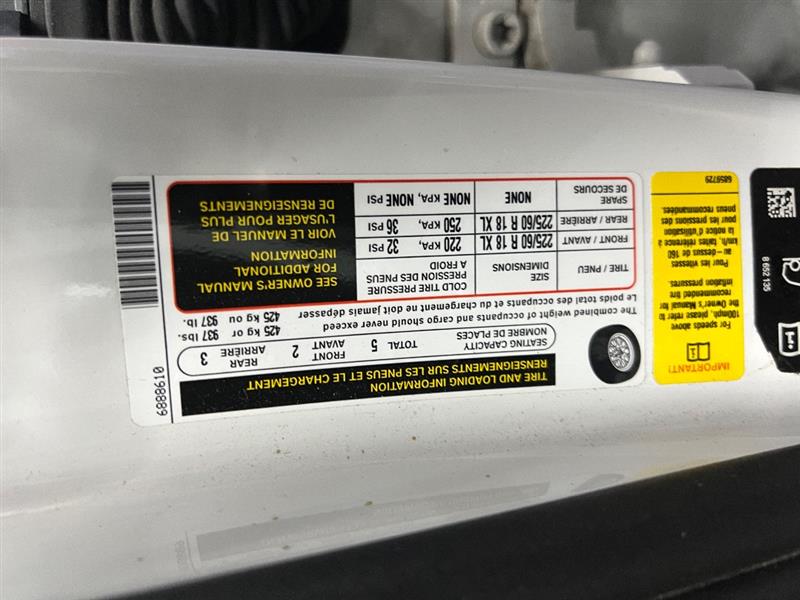 TIRE AND LOADING INFORMATION
RENSEIGNEMENTS SUR LES PNEUS ET LE CHARGEMENT
SEATING CAPACITY
NOMBRE DE PLACES
TOTAL 5
FRONT
AVANT 2
REAR
ARRIÈRE 3
The combined weight of occupants and cargo should never exceed 425 kg or 937 lbs.
Le poids total des occupants et du chargement ne doit jamais dépasser 425 kg ou 937 lb.
TIRE / PNEU
SIZE
DIMENSIONS
COLD TIRE PRESSURE
PRESSION DES PNEUS
A FROID
FRONT / AVANT 225/60 R 18 XL 220 KPA, 32 PSI
REAR / ARRIÈRE 225/60 R 18 XL 250 KPA, 36 PSI
SPARE
DE SECOURS NONE NONE KPA, NONE PSI
SEE OWNER'S MANUAL
FOR ADDITIONAL
INFORMATION
VOIR LE MANUEL DE
L'USAGER POUR PLUS
DE RENSEIGNEMENTS
6888610
IMPORTANT!
For speeds above
100mph please, refer to
the Owner's Manual for
recommended tire
inflation pressures.
Pour les vitesses
au-dessus de 160
km/h, faites référence à
la notice d'utilisation
pour les pressions des
pneus recommandées.
6859729
8 652 135